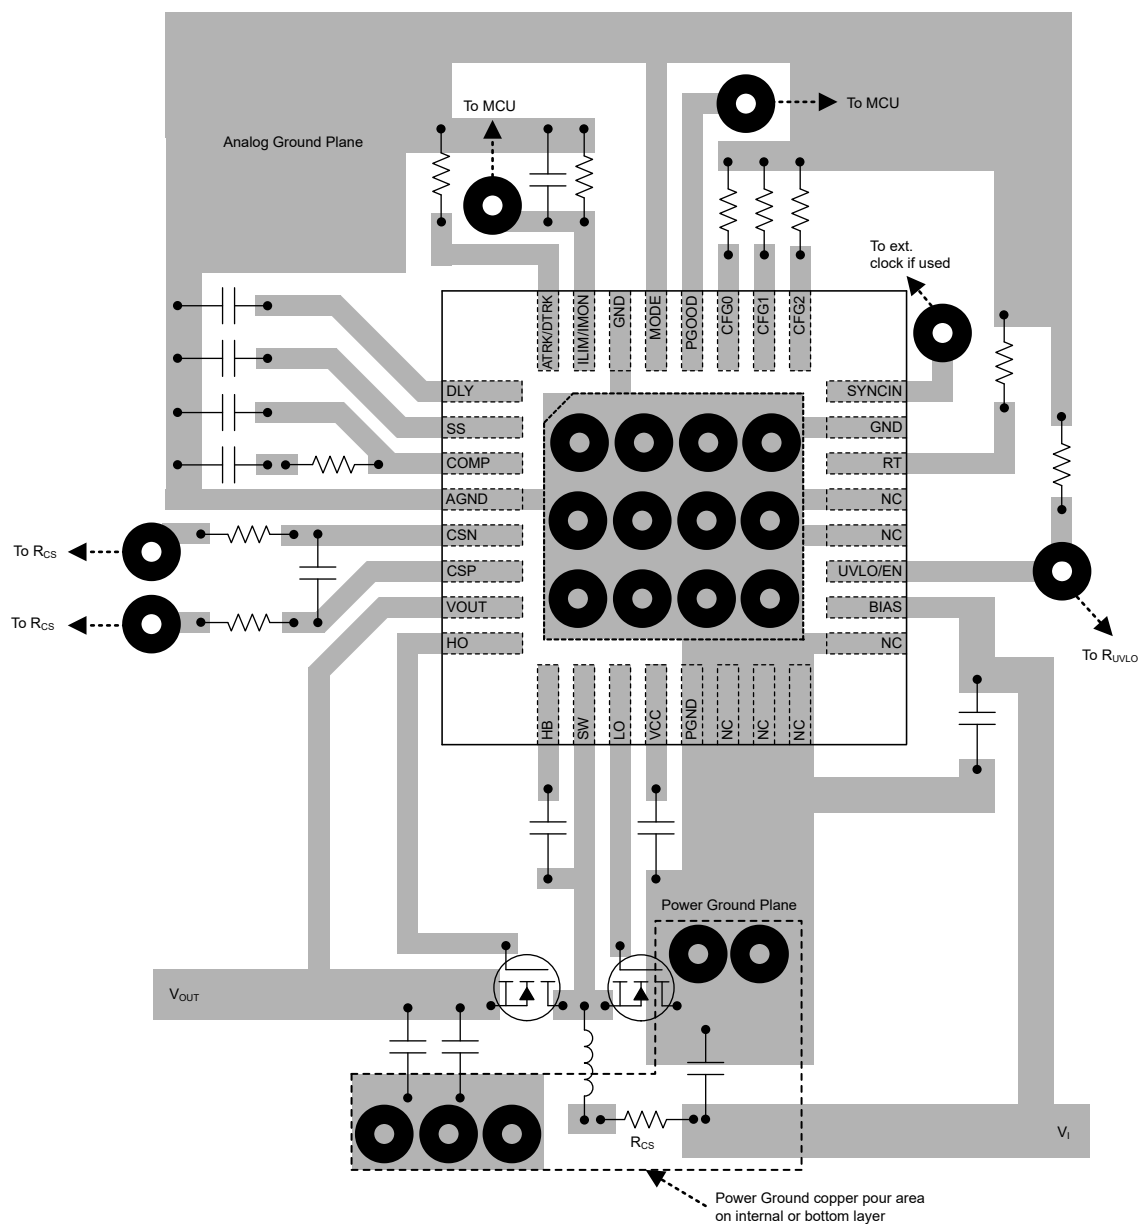 To MCU
To MCU
Analog Ground Plane
To ext.
clock if used
ATRK/DTRK
ILIM/IMON
GND
MODE
PGOOD
CFG0
CFG1
CFG2
DLY
SS
COMP
AGND
CSN
CSP
VOUT
HO
SYNCIN
GND
RT
NC
NC
UVLO/EN
BIAS
NC
To RCS
To RCS
To RUVLO
HB
SW
LO
VCC
PGND
NC
NC
NC
Power Ground Plane
VOUT
RCS
VI
Power Ground copper pour area
on internal or bottom layer